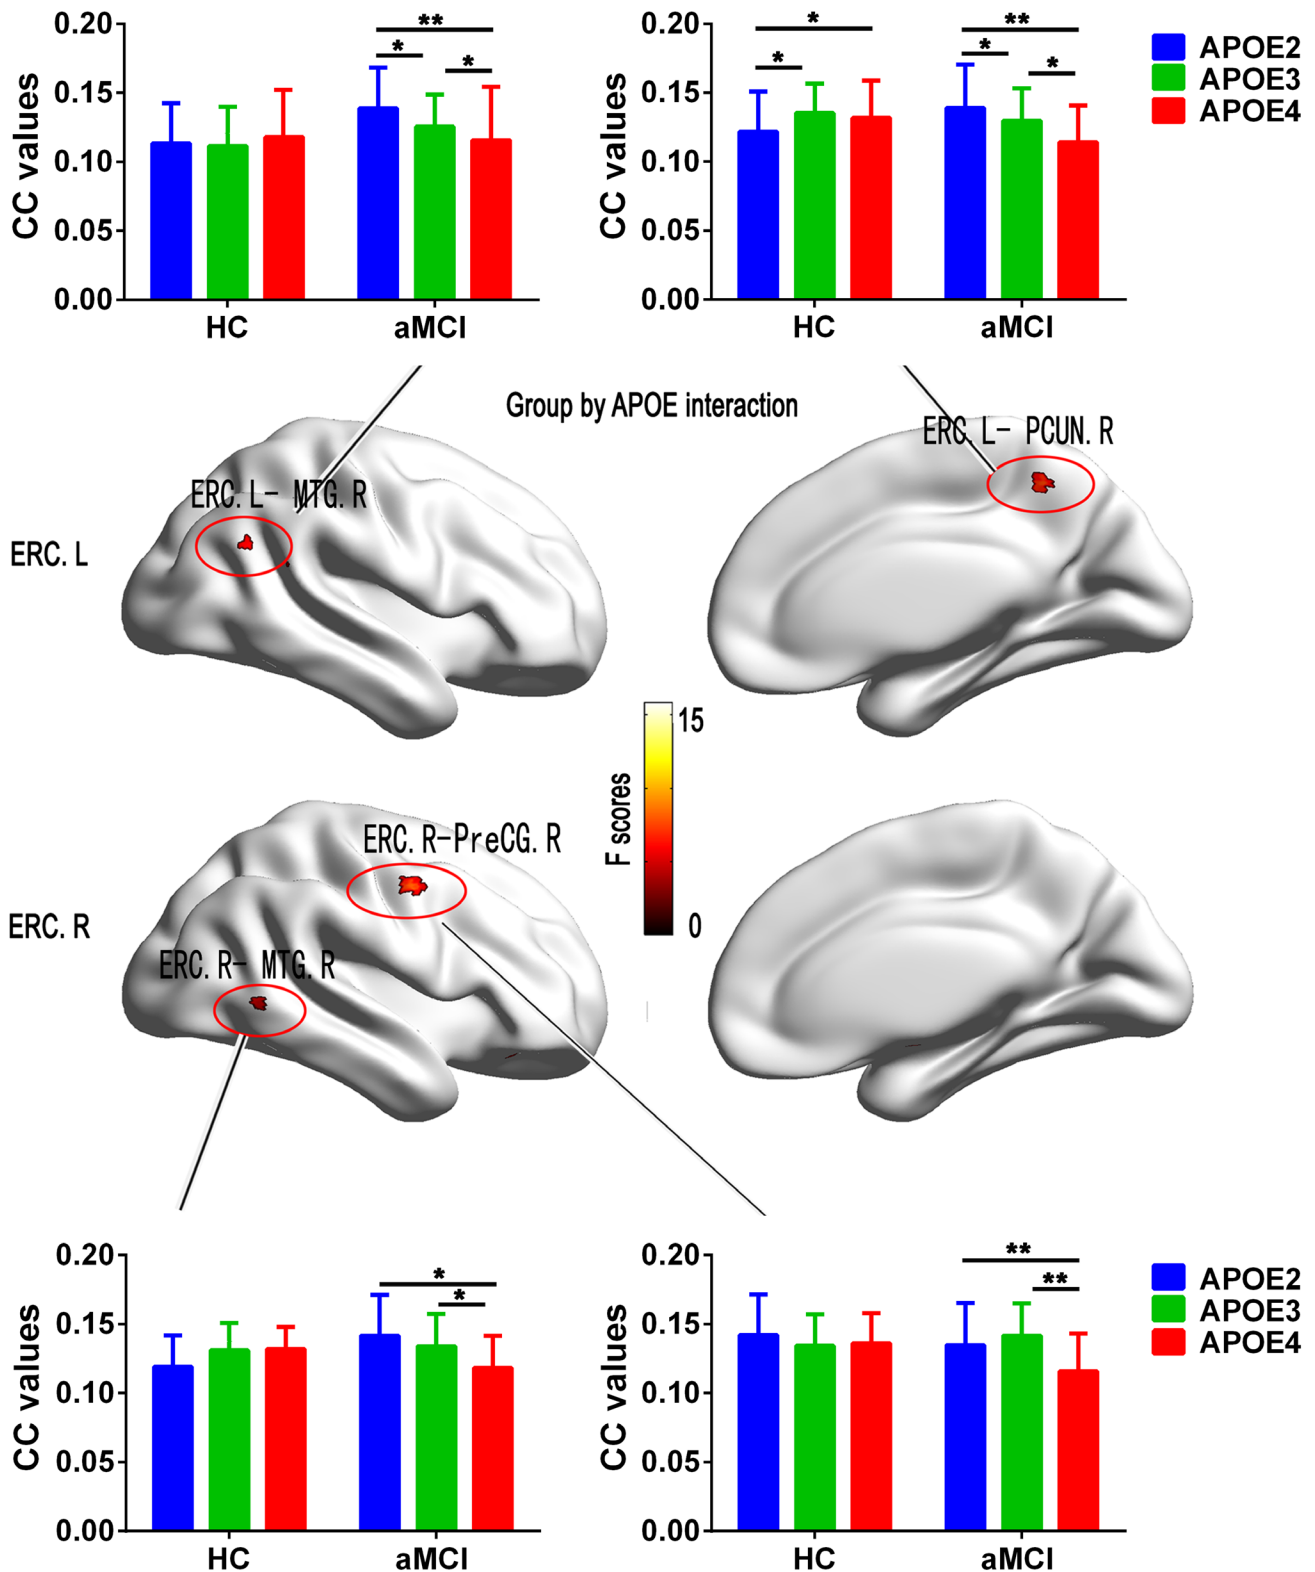 0.20
0.15
0.10
0.05
0.00
CC values
**
*
*
HC
aMCI
0.20
0.15
0.10
0.05
0.00
CC values
*
*
**
*
*
HC
aMCI
APOE2
APOE3
APOE4
Group by APOE interaction
ERC.L- MTG.R
ERC.L- PCUN.R
ERC.L
F scores
15
0
ERC.R-PreCG.R
ERC.R
ERC.R- MTG.R
0.20
0.15
0.10
0.05
0.00
CC values
*
*
HC
aMCI
0.20
0.15
0.10
0.05
0.00
CC values
**
**
HC
aMCI
APOE2
APOE3
APOE4